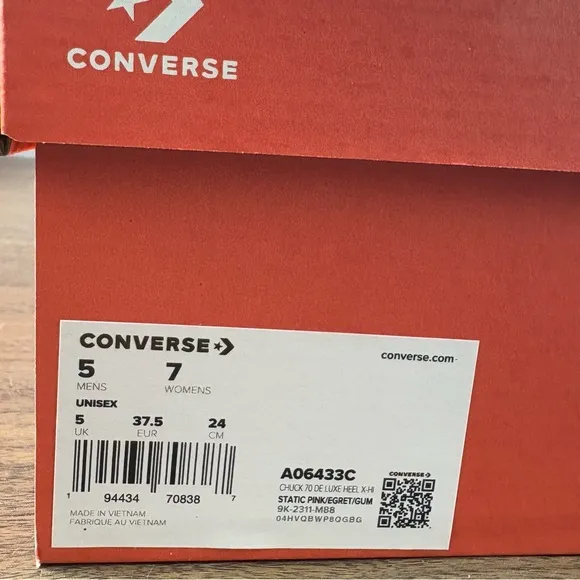 CONVERSE
CONVERSE
converse.com
5 7
MENS WOMENS
UNISEX
5 37.5 24
UK EUR CM
1 94434 70838 7
MADE IN VIETNAM
FABRIQUE AU VIETNAM
A06433C
CHUCK 70 DE LUXE HEEL X-HI
STATIC PINK/EGRET/GUM
9K-2311-M88
04HVQBWP8QGBG
CONVERSE